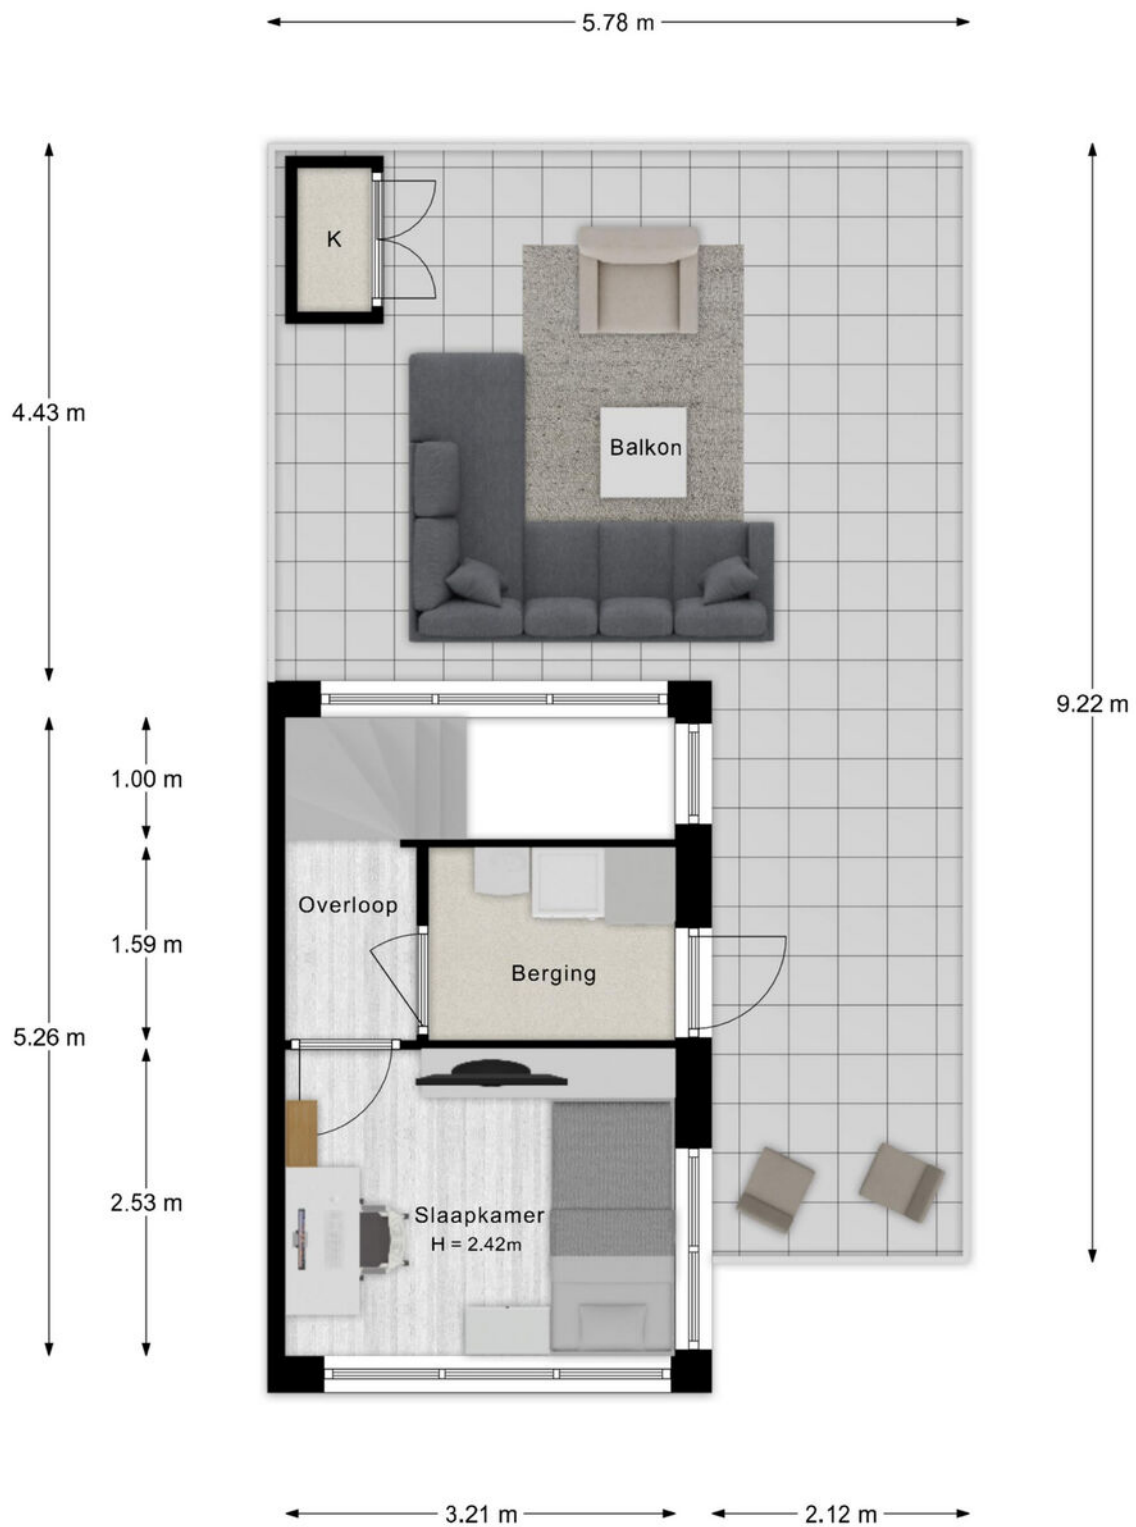 5.78 m
K
4.43 m
Balkon
9.22 m
1.00 m
Overloop
1.59 m
Berging
5.26 m
2.53 m
Slaapkamer
H = 2.42m
3.21 m
2.12 m